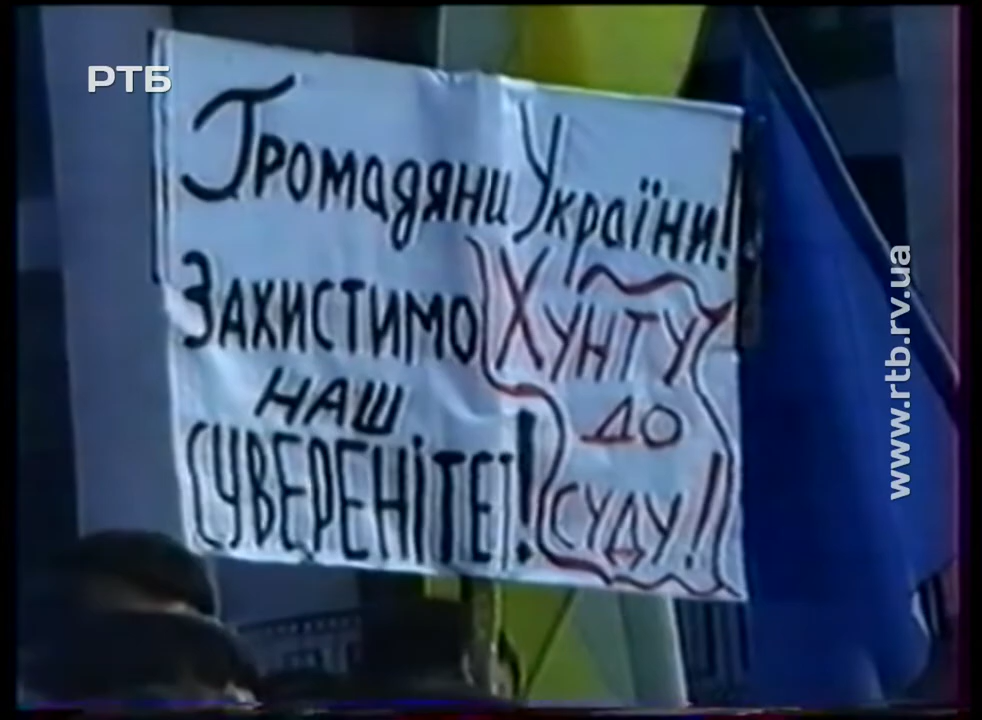 РТБ
Громадяни України!
Захистимо
наш
суверенітет!
Хунту
до
суду!!
www.rtb.rv.ua